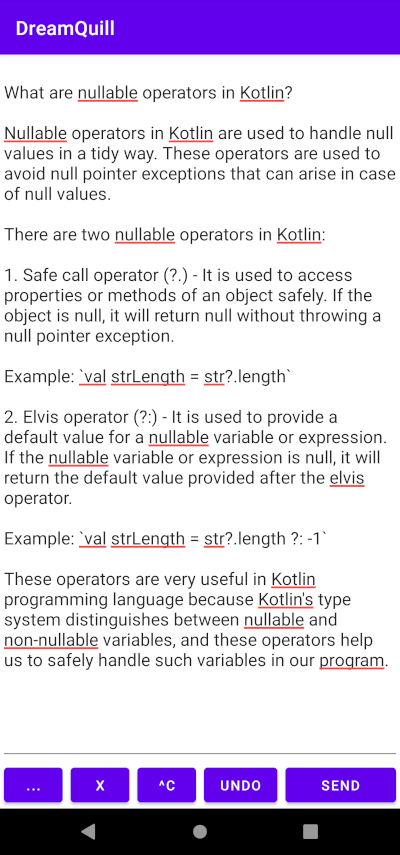 DreamQuill
What are nullable operators in Kotlin?
Nullable operators in Kotlin are used to handle null
values in a tidy way. These operators are used to
avoid null pointer exceptions that can arise in case
of null values.
There are two nullable operators in Kotlin:
1. Safe call operator (?.) - It is used to access
properties or methods of an object safely. If the
object is null, it will return null without throwing a
null pointer exception.
Example: `val strLength = str?.length`
2. Elvis operator (?:) - It is used to provide a
default value for a nullable variable or expression.
If the nullable variable or expression is null, it will
return the default value provided after the elvis
operator.
Example: `val strLength = str?.length ?: -1`
These operators are very useful in Kotlin
programming language because Kotlin's type
system distinguishes between nullable and
non-nullable variables, and these operators help
us to safely handle such variables in our program.
... X ^C UNDO SEND